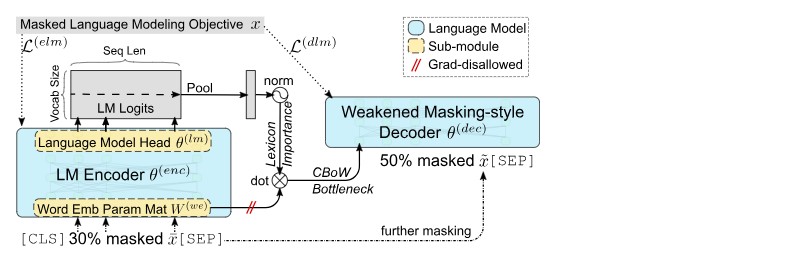 Masked Language Modeling Objective x
ℒ^(elm)
ℒ^(dlm)
Language Model
Sub-module
Grad-disallowed
Seq Len
Vocab Size
LM Logits
Pool
norm
Lexicon
Importance
Language Model Head θ^(lm)
LM Encoder θ^(enc)
Word Emb Param Mat W^(we)
dot
CBoW
Bottleneck
Weakened Masking-style
Decoder θ^(dec)
50% masked x̃[SEP]
[CLS] 30% masked x̄[SEP]
further masking